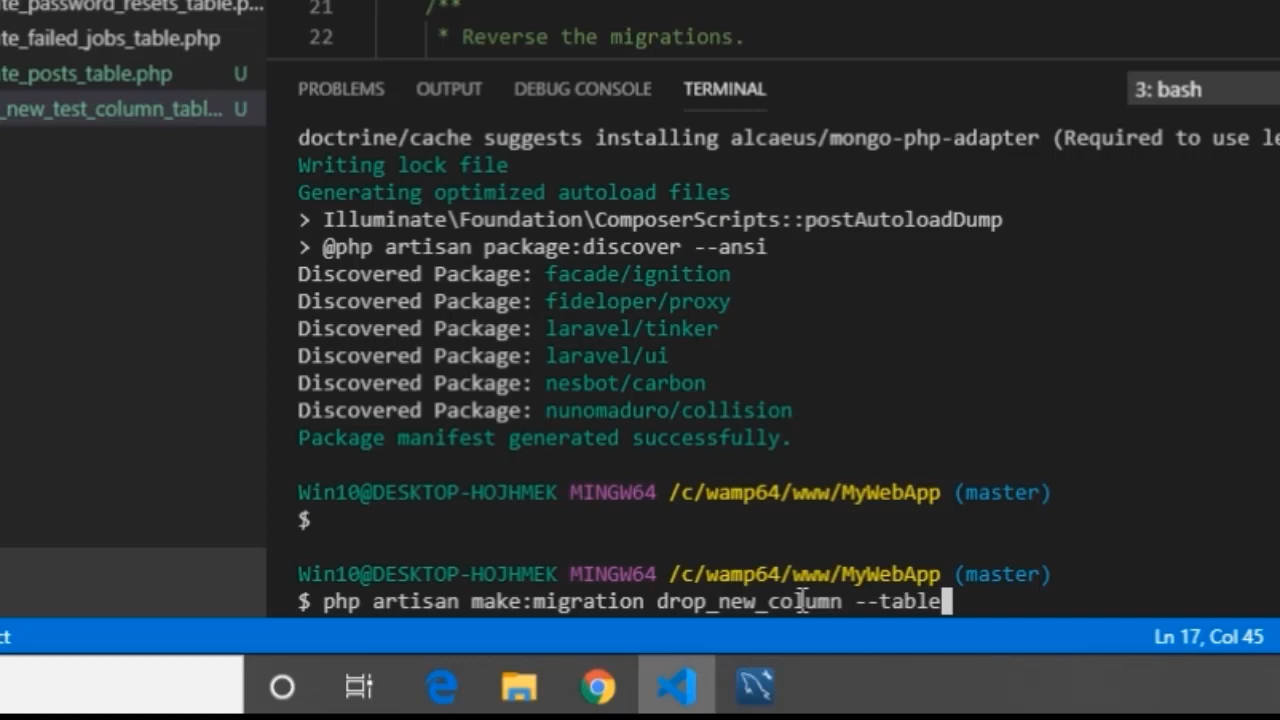 te_password_resets_table.p...
te_failed_jobs_table.php
te_posts_table.php U
_new_test_column_tabl... U
21 /**
22 * Reverse the migrations.
PROBLEMS OUTPUT DEBUG CONSOLE TERMINAL 3: bash
doctrine/cache suggests installing alcaeus/mongo-php-adapter (Required to use le
Writing lock file
Generating optimized autoload files
> Illuminate\Foundation\ComposerScripts::postAutoloadDump
> @php artisan package:discover --ansi
Discovered Package: facade/ignition
Discovered Package: fideloper/proxy
Discovered Package: laravel/tinker
Discovered Package: laravel/ui
Discovered Package: nesbot/carbon
Discovered Package: nunomaduro/collision
Package manifest generated successfully.
Win10@DESKTOP-HOJHMEK MINGW64 /c/wamp64/www/MyWebApp (master)
$
Win10@DESKTOP-HOJHMEK MINGW64 /c/wamp64/www/MyWebApp (master)
$ php artisan make:migration drop_new_column --table
ct Ln 17, Col 45